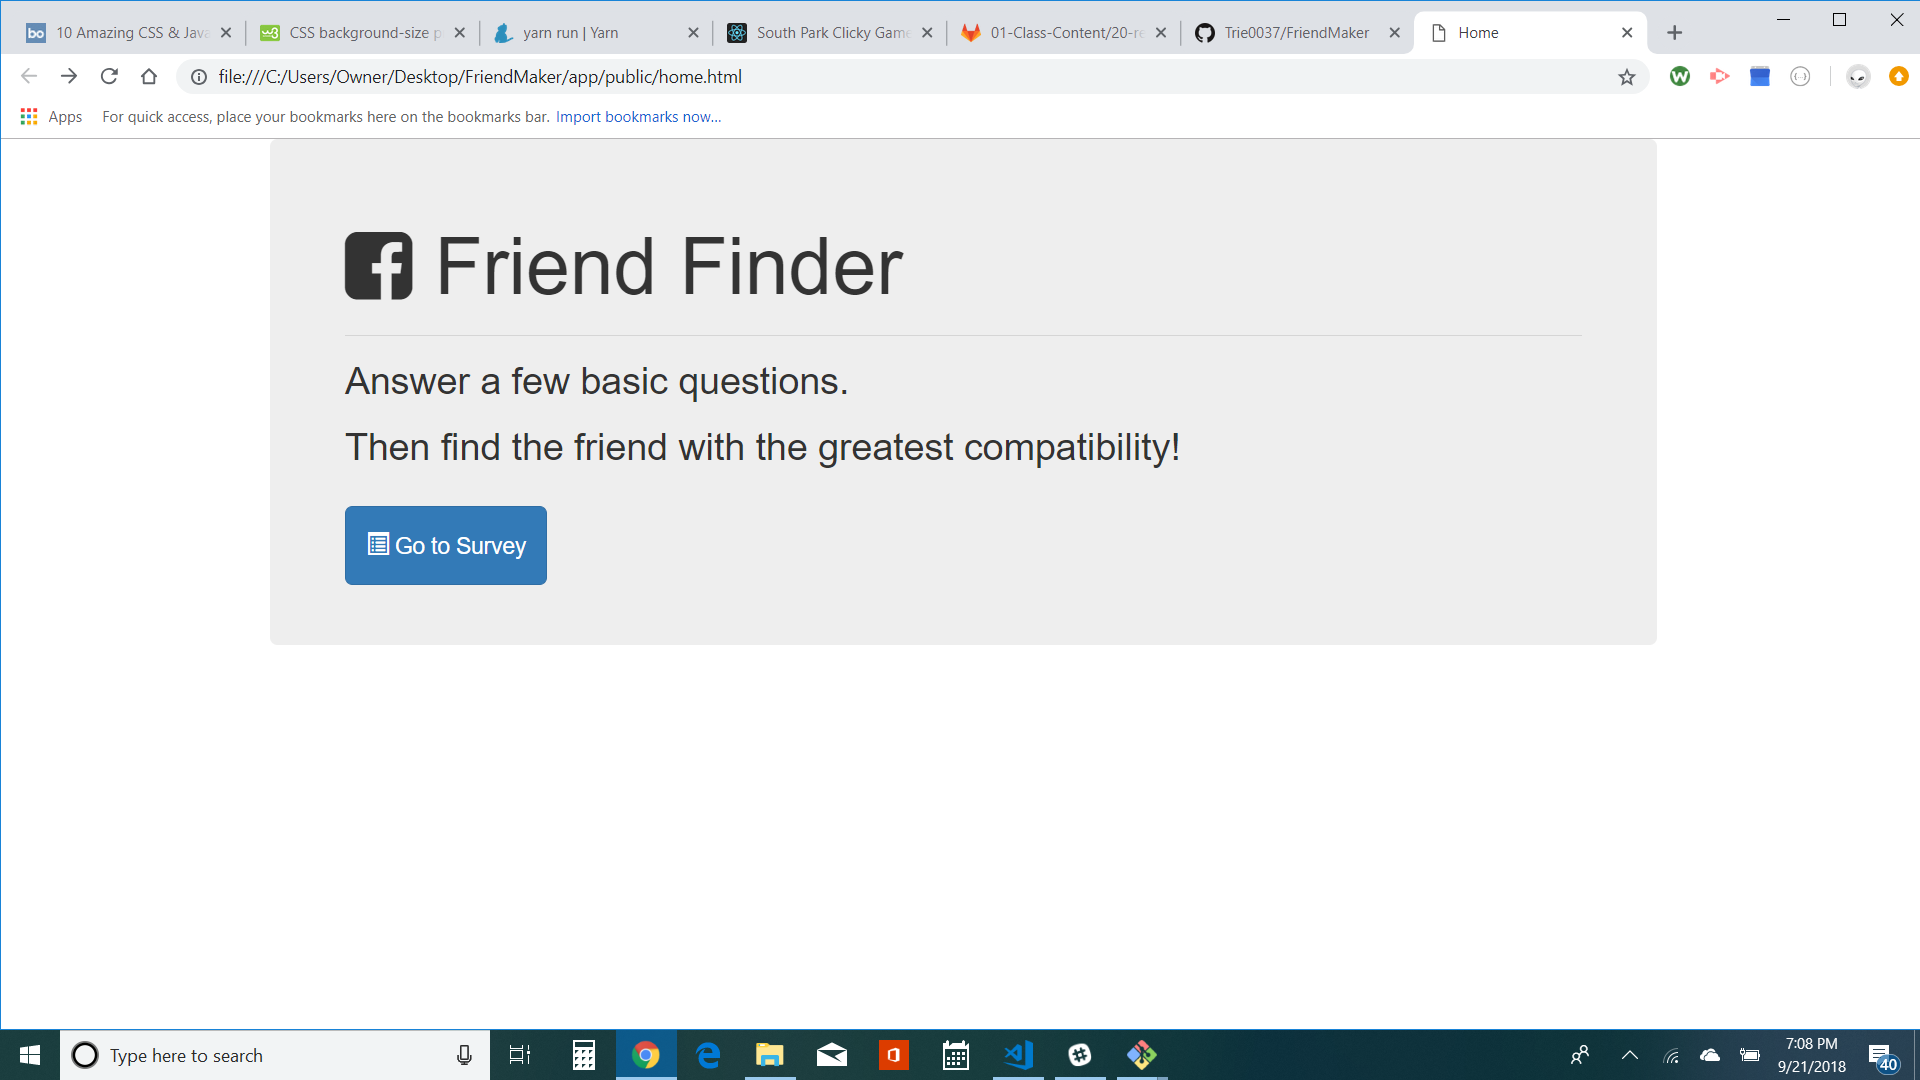 10 Amazing CSS & Java
CSS background-size p
yarn run | Yarn
South Park Clicky Game
01-Class-Content/20-re
Trie0037/FriendMaker
Home
file:///C:/Users/Owner/Desktop/FriendMaker/app/public/home.html
Apps
For quick access, place your bookmarks here on the bookmarks bar. Import bookmarks now...
Friend Finder
Answer a few basic questions.
Then find the friend with the greatest compatibility!
Go to Survey
Type here to search
7:08 PM
9/21/2018
40